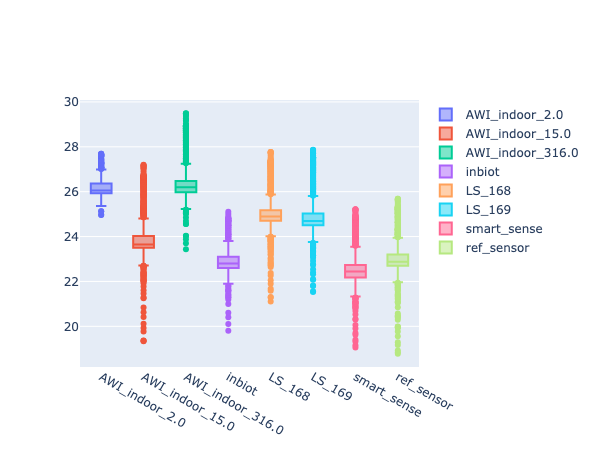 30
28
26
24
22
20
AWI_indoor_2.0
AWI_indoor_15.0
AWI_indoor_316.0
inbiot
LS_168
LS_169
smart_sense
ref_sensor
AWI_indoor_2.0
AWI_indoor_15.0
AWI_indoor_316.0
inbiot
LS_168
LS_169
smart_sense
ref_sensor